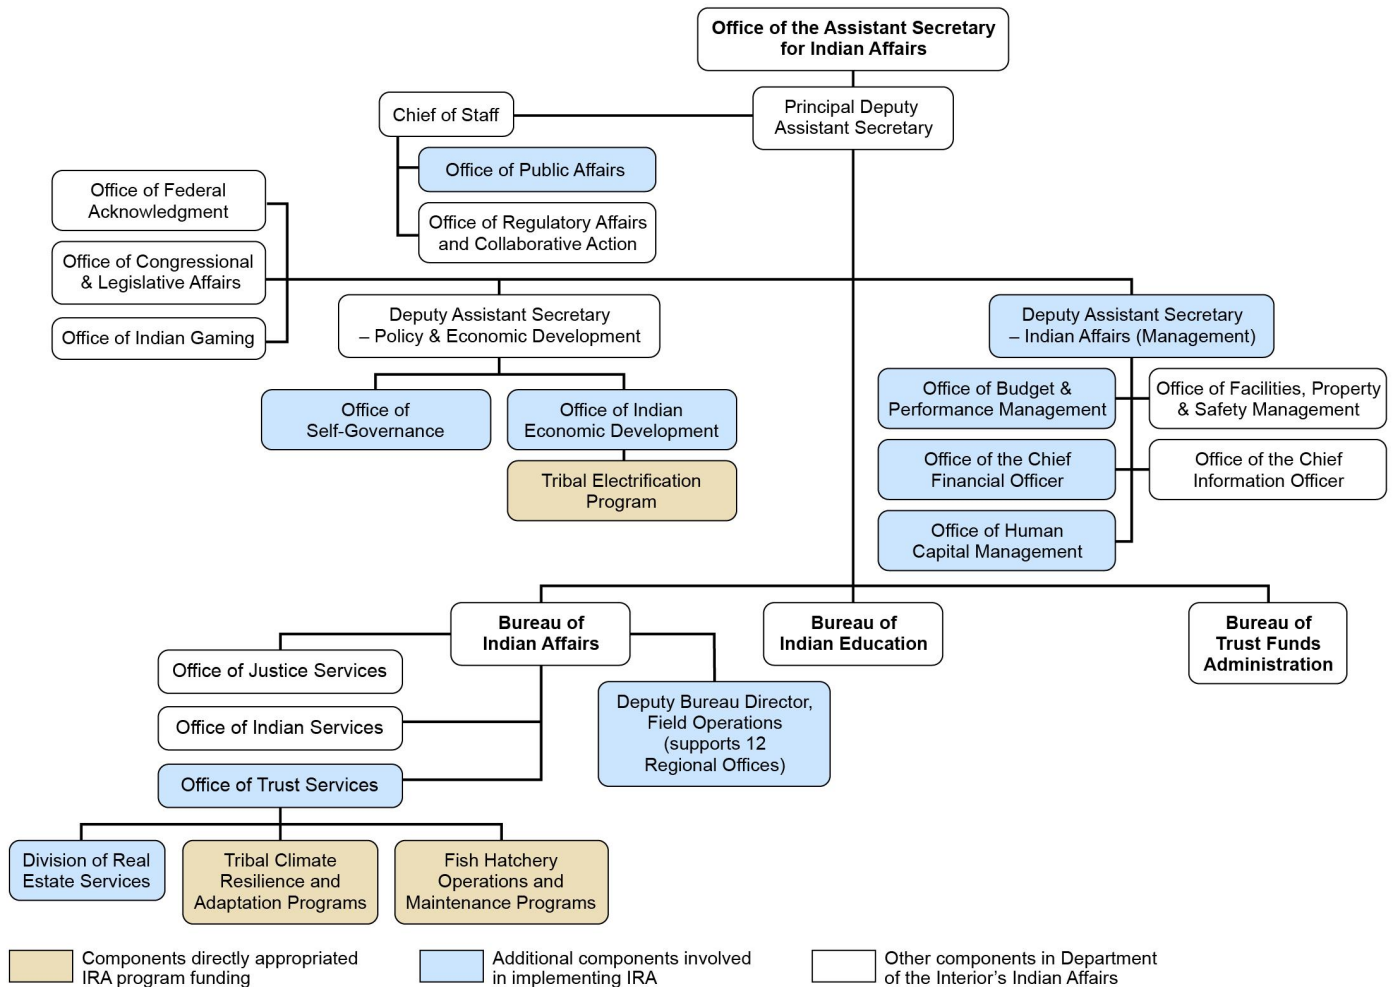 Office of the Assistant Secretary
for Indian Affairs
Principal Deputy
Assistant Secretary
Chief of Staff
Office of Public Affairs
Office of Regulatory Affairs
and Collaborative Action
Office of Federal
Acknowledgment
Office of Congressional
& Legislative Affairs
Office of Indian Gaming
Deputy Assistant Secretary
– Policy & Economic Development
Office of
Self-Governance
Office of Indian
Economic Development
Tribal Electrification
Program
Deputy Assistant Secretary
– Indian Affairs (Management)
Office of Budget &
Performance Management
Office of Facilities, Property
& Safety Management
Office of the Chief
Financial Officer
Office of the Chief
Information Officer
Office of Human
Capital Management
Bureau of
Indian Affairs
Bureau of
Indian Education
Bureau of
Trust Funds
Administration
Office of Justice Services
Office of Indian Services
Office of Trust Services
Deputy Bureau Director,
Field Operations
(supports 12
Regional Offices)
Division of Real
Estate Services
Tribal Climate
Resilience and
Adaptation Programs
Fish Hatchery
Operations and
Maintenance Programs
Components directly appropriated
IRA program funding
Additional components involved
in implementing IRA
Other components in Department
of the Interior’s Indian Affairs